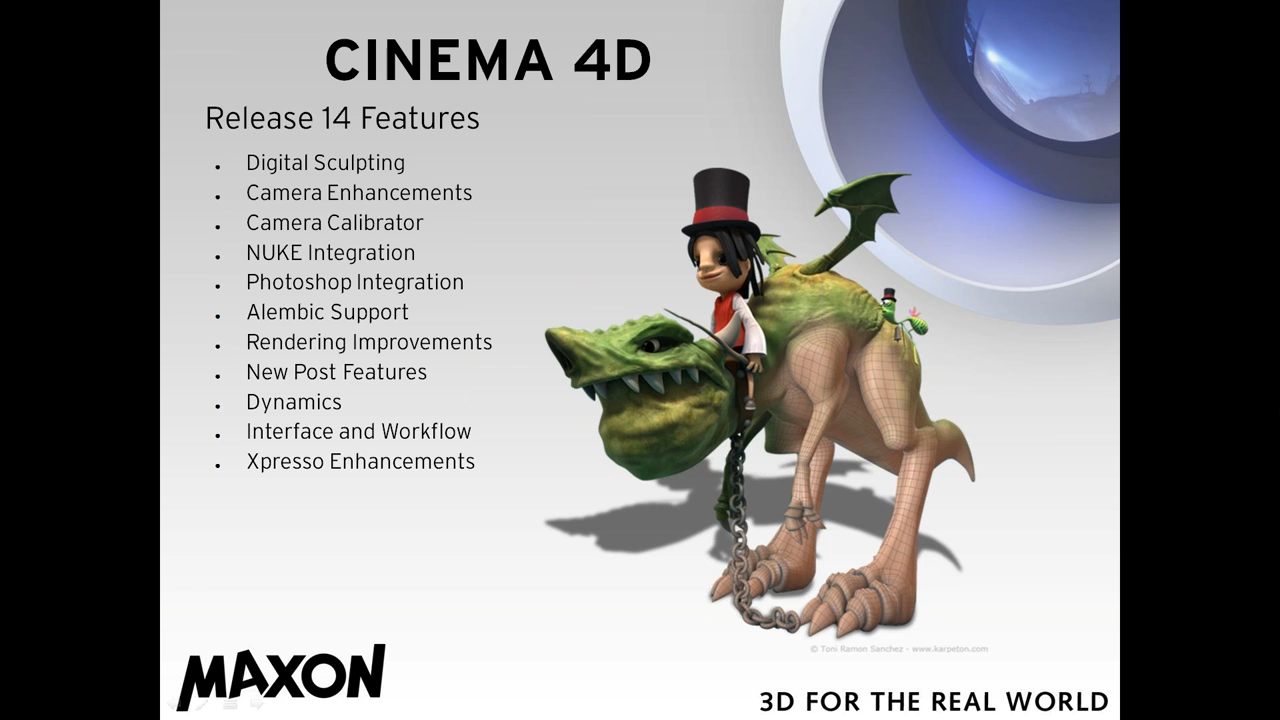 CINEMA 4D
Release 14 Features
Digital Sculpting
Camera Enhancements
Camera Calibrator
NUKE Integration
Photoshop Integration
Alembic Support
Rendering Improvements
New Post Features
Dynamics
Interface and Workflow
Xpresso Enhancements
© Toni Ramon Sanchez - www.karpeton.com
MAXON
3D FOR THE REAL WORLD